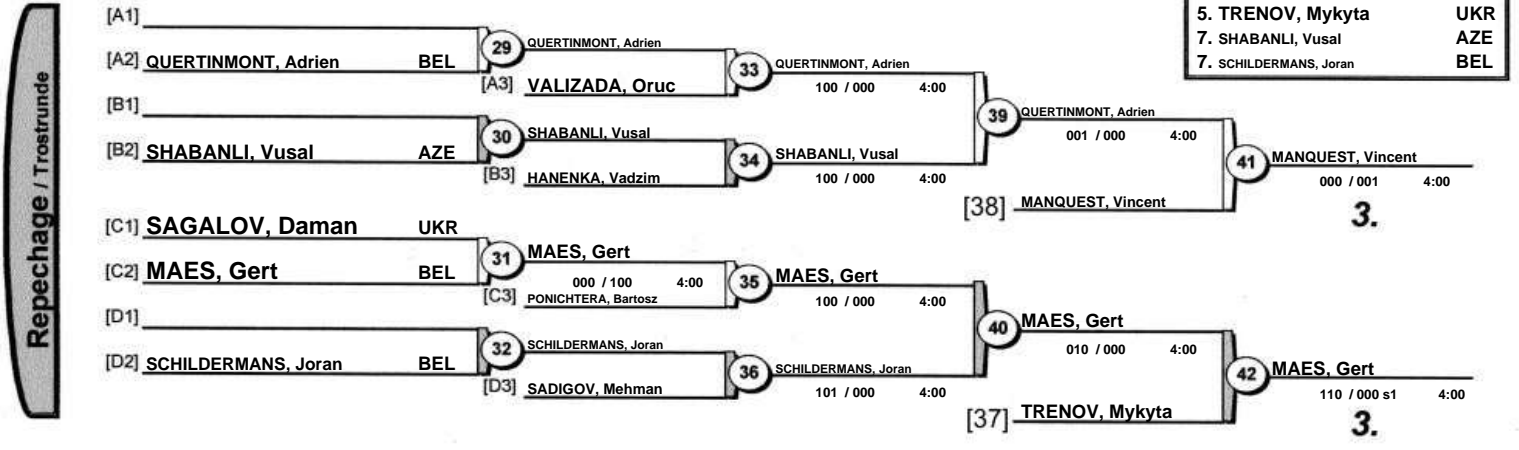 Repechage / Trostrunde
5. TRENOV, Mykyta UKR
7. SHABANLI, Vusal AZE
7. SCHILDERMANS, Joran BEL
[A1]
[A2] QUERTINMONT, Adrien BEL
29
QUERTINMONT, Adrien
[A3] VALIZADA, Oruc
33
QUERTINMONT, Adrien
100 / 000 4:00
[B1]
[B2] SHABANLI, Vusal AZE
30
SHABANLI, Vusal
[B3] HANENKA, Vadzim
34
SHABANLI, Vusal
100 / 000 4:00
39
QUERTINMONT, Adrien
001 / 000 4:00
[38] MANQUEST, Vincent
41
MANQUEST, Vincent
000 / 001 4:00
3.
[C1] SAGALOV, Daman UKR
[C2] MAES, Gert BEL
31
MAES, Gert
000 / 100 4:00
[C3] PONICHTERA, Bartosz
35
MAES, Gert
100 / 000 4:00
[D1]
[D2] SCHILDERMANS, Joran BEL
32
SCHILDERMANS, Joran
[D3] SADIGOV, Mehman
36
SCHILDERMANS, Joran
101 / 000 4:00
40
MAES, Gert
010 / 000 4:00
[37] TRENOV, Mykyta
42
MAES, Gert
110 / 000 s1 4:00
3.